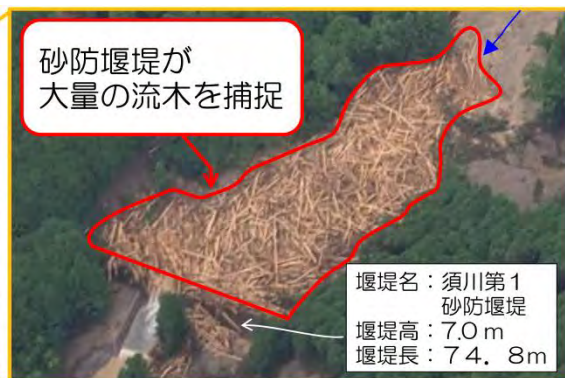 砂防堰堤が
大量の流木を捕捉
堰堤名：須川第1
砂防堰堤
堰堤高：7.0ｍ
堰堤長：７４．８ｍ